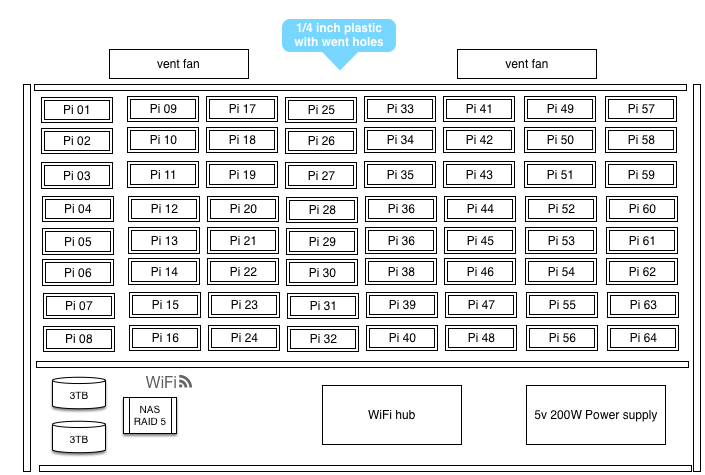 1/4 inch plastic
with went holes
vent fan
vent fan
Pi 01 Pi 09 Pi 17 Pi 25 Pi 33 Pi 41 Pi 49 Pi 57
Pi 02 Pi 10 Pi 18 Pi 26 Pi 34 Pi 42 Pi 50 Pi 58
Pi 03 Pi 11 Pi 19 Pi 27 Pi 35 Pi 43 Pi 51 Pi 59
Pi 04 Pi 12 Pi 20 Pi 28 Pi 36 Pi 44 Pi 52 Pi 60
Pi 05 Pi 13 Pi 21 Pi 29 Pi 36 Pi 45 Pi 53 Pi 61
Pi 06 Pi 14 Pi 22 Pi 30 Pi 38 Pi 46 Pi 54 Pi 62
Pi 07 Pi 15 Pi 23 Pi 31 Pi 39 Pi 47 Pi 55 Pi 63
Pi 08 Pi 16 Pi 24 Pi 32 Pi 40 Pi 48 Pi 56 Pi 64
3TB
WiFi
NAS
RAID 5
WiFi hub
5v 200W Power supply
3TB